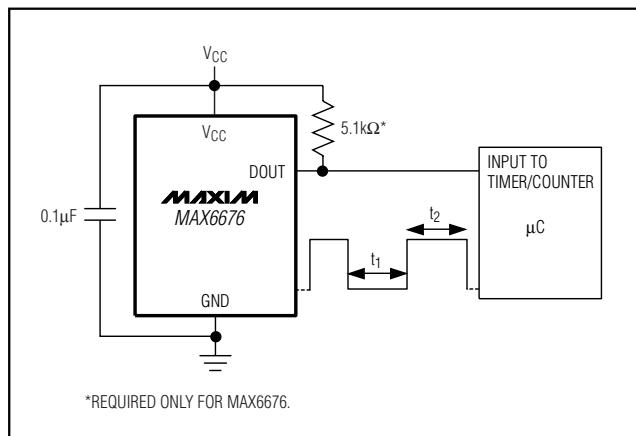 VCC
VCC
5.1kΩ*
DOUT
INPUT TO
TIMER/COUNTER
μC
MAXIM
MAX6676
0.1μF
t1
t2
GND
*REQUIRED ONLY FOR MAX6676.